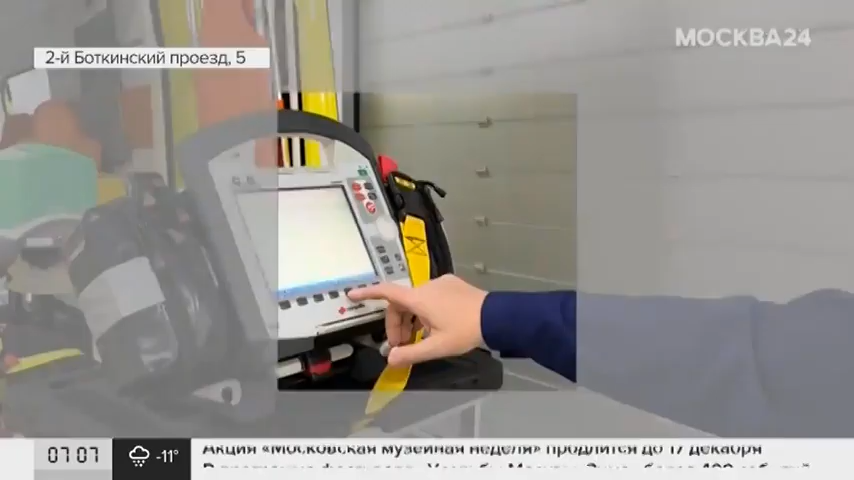 2-й Боткинский проезд, 5
МОСКВА24
07 07
-11°
Акция «Московская музейная неделя» продлится до 17 декабря